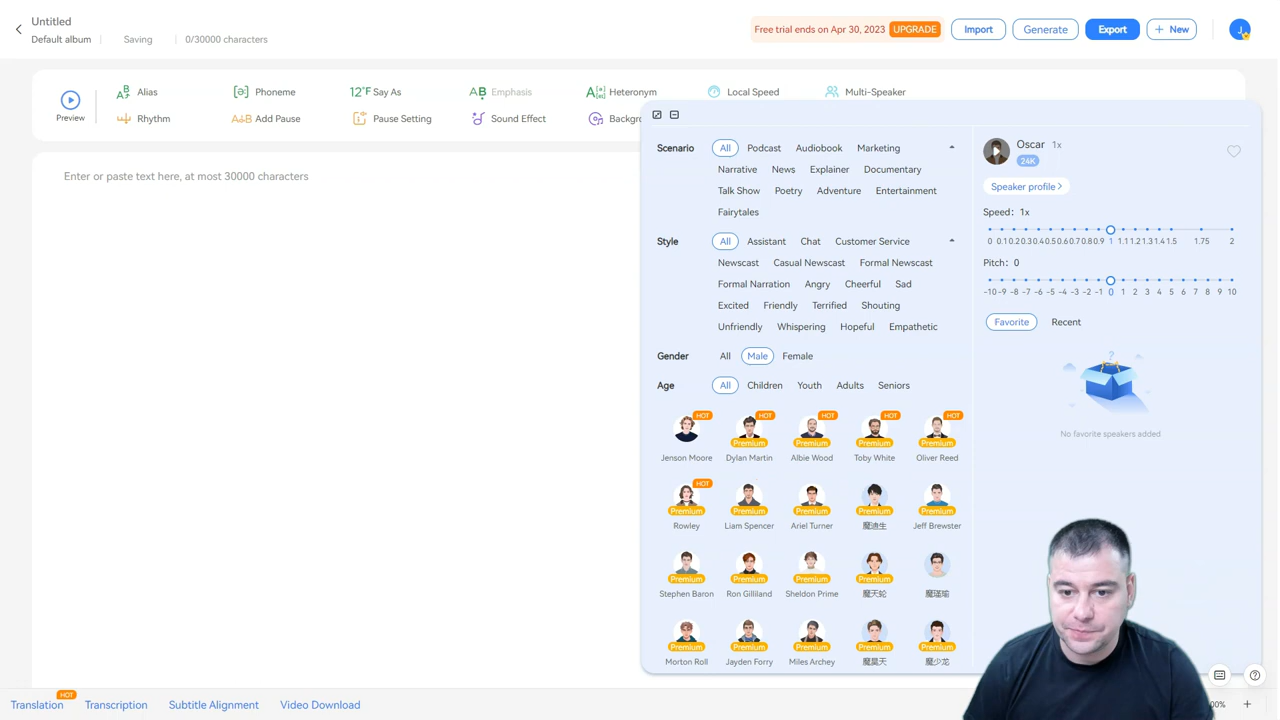 Untitled
Default album
Saving
0/30000 characters
Free trial ends on Apr 30, 2023 UPGRADE
Import
Generate
Export
+ New
J
Preview
Alias
Phoneme
12°F Say As
Emphasis
Heteronym
Local Speed
Multi-Speaker
Rhythm
Add Pause
Pause Setting
Sound Effect
Enter or paste text here, at most 30000 characters
Scenario All Podcast Audiobook Marketing
Narrative News Explainer Documentary
Talk Show Poetry Adventure Entertainment
Fairytales
Style All Assistant Chat Customer Service
Newscast Casual Newscast Formal Newscast
Formal Narration Angry Cheerful Sad
Excited Friendly Terrified Shouting
Unfriendly Whispering Hopeful Empathetic
Gender All Male Female
Age All Children Youth Adults Seniors
HOT HOT HOT HOT HOT
Premium Premium Premium Premium
Jenson Moore Dylan Martin Albie Wood Toby White Oliver Reed
HOT
Premium Premium Premium Premium Premium
Rowley Liam Spencer Ariel Turner 魔迪生 Jeff Brewster
Premium Premium Premium Premium
Stephen Baron Ron Gilliland Sheldon Prime 魔天蛇 魔瑾瑜
Premium Premium Premium Premium Premium
Morton Roll Jayden Forry Miles Archey 魔昊天 魔少龙
Oscar 1x
24K
Speaker profile >
Speed: 1x
0 0.1 0.2 0.3 0.4 0.5 0.6 0.7 0.8 0.9 1 1.1 1.2 1.3 1.4 1.5 1.75 2
Pitch: 0
-10 -9 -8 -7 -6 -5 -4 -3 -2 -1 0 1 2 3 4 5 6 7 8 9 10
Favorite Recent
No favorite speakers added
HOT
Translation
Transcription
Subtitle Alignment
Video Download